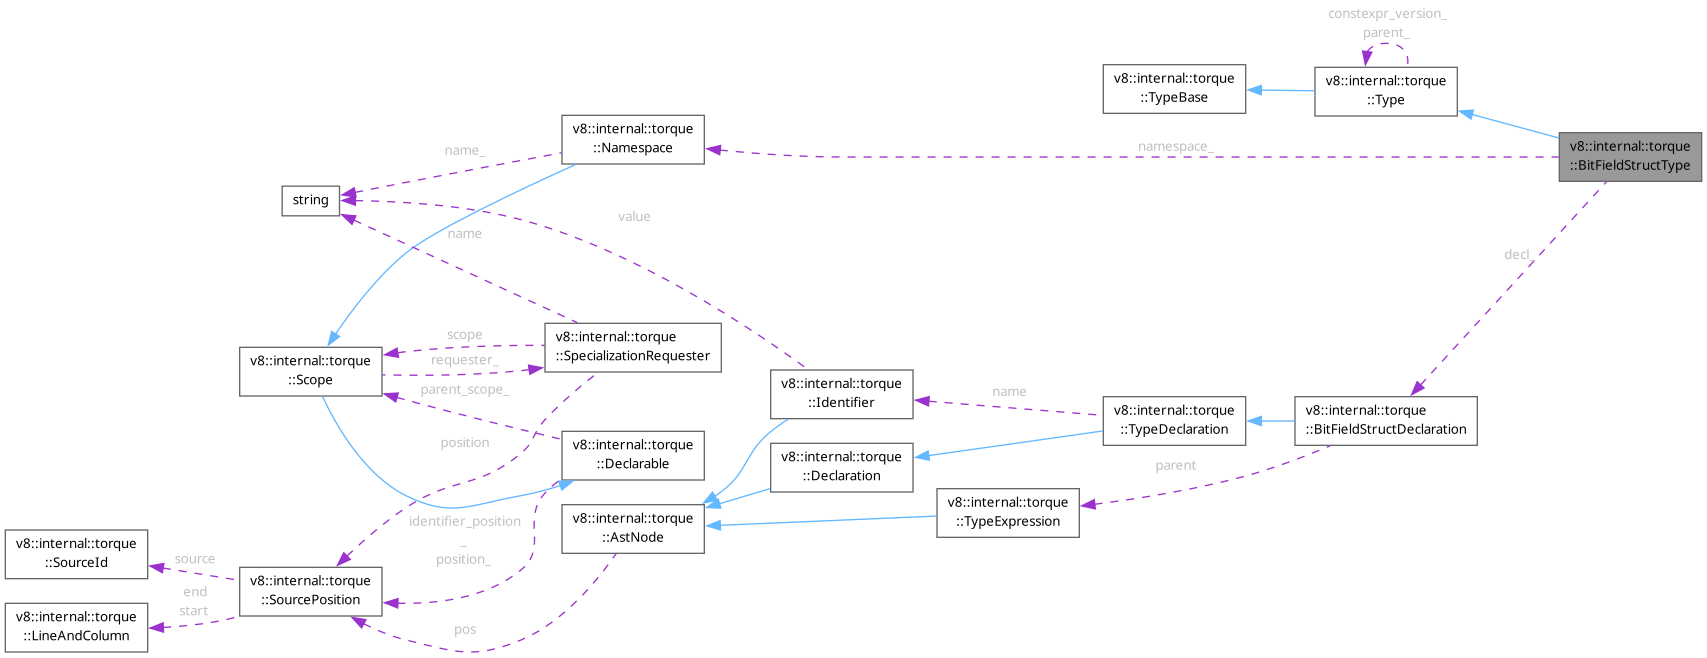 constexpr_version_
parent_
v8::internal::torque
::TypeBase
v8::internal::torque
::Type
v8::internal::torque
::Namespace
v8::internal::torque
::BitFieldStructType
name_
namespace_
string
value
name
decl_
scope
v8::internal::torque
::SpecializationRequester
v8::internal::torque
::Scope
requester_
parent_scope_
v8::internal::torque
::Identifier
name
v8::internal::torque
::TypeDeclaration
v8::internal::torque
::BitFieldStructDeclaration
position
v8::internal::torque
::Declarable
v8::internal::torque
::Declaration
parent
v8::internal::torque
::TypeExpression
identifier_position
_
position_
v8::internal::torque
::AstNode
v8::internal::torque
::SourceId
source
v8::internal::torque
::SourcePosition
end
start
v8::internal::torque
::LineAndColumn
pos